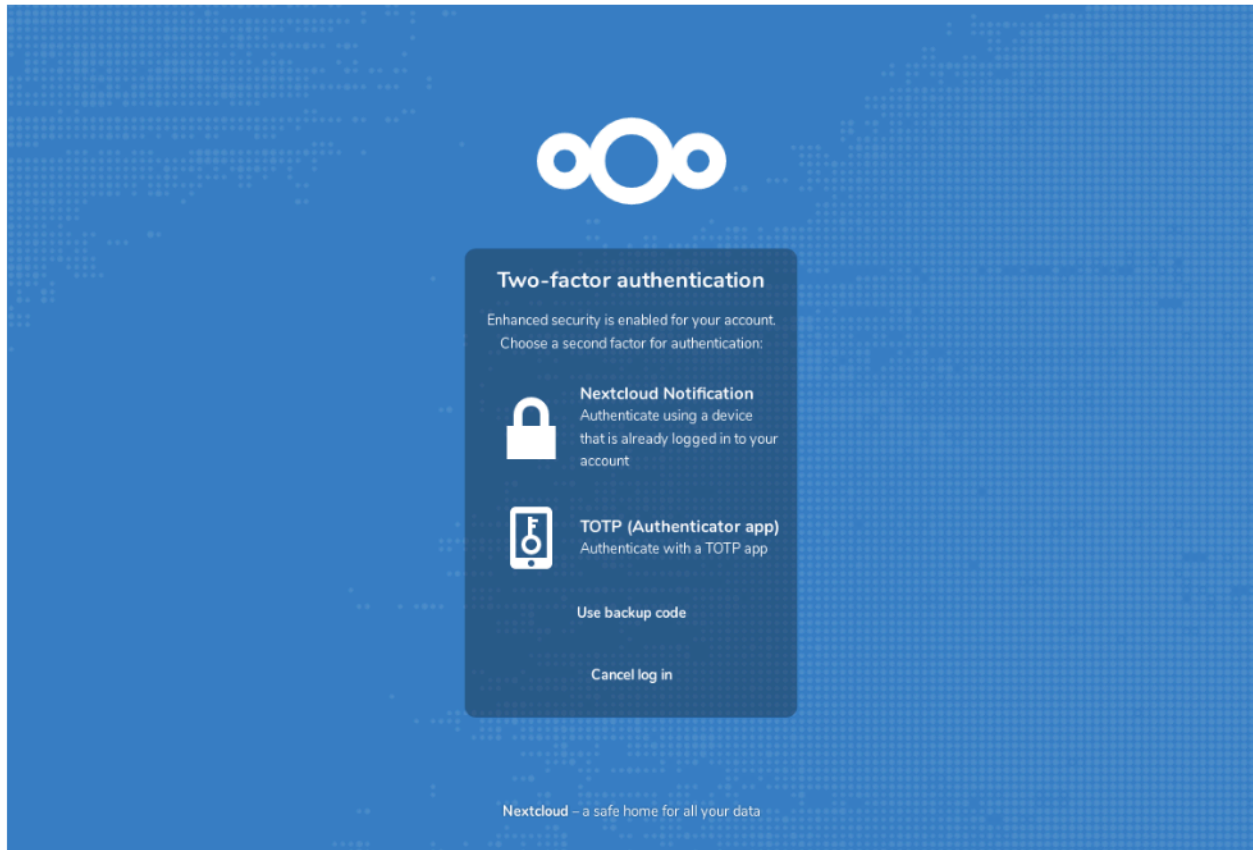 Two-factor authentication
Enhanced security is enabled for your account.
Choose a second factor for authentication:
Nextcloud Notification
Authenticate using a device
that is already logged in to your
account
TOTP (Authenticator app)
Authenticate with a TOTP app
Use backup code
Cancel log in
Nextcloud – a safe home for all your data